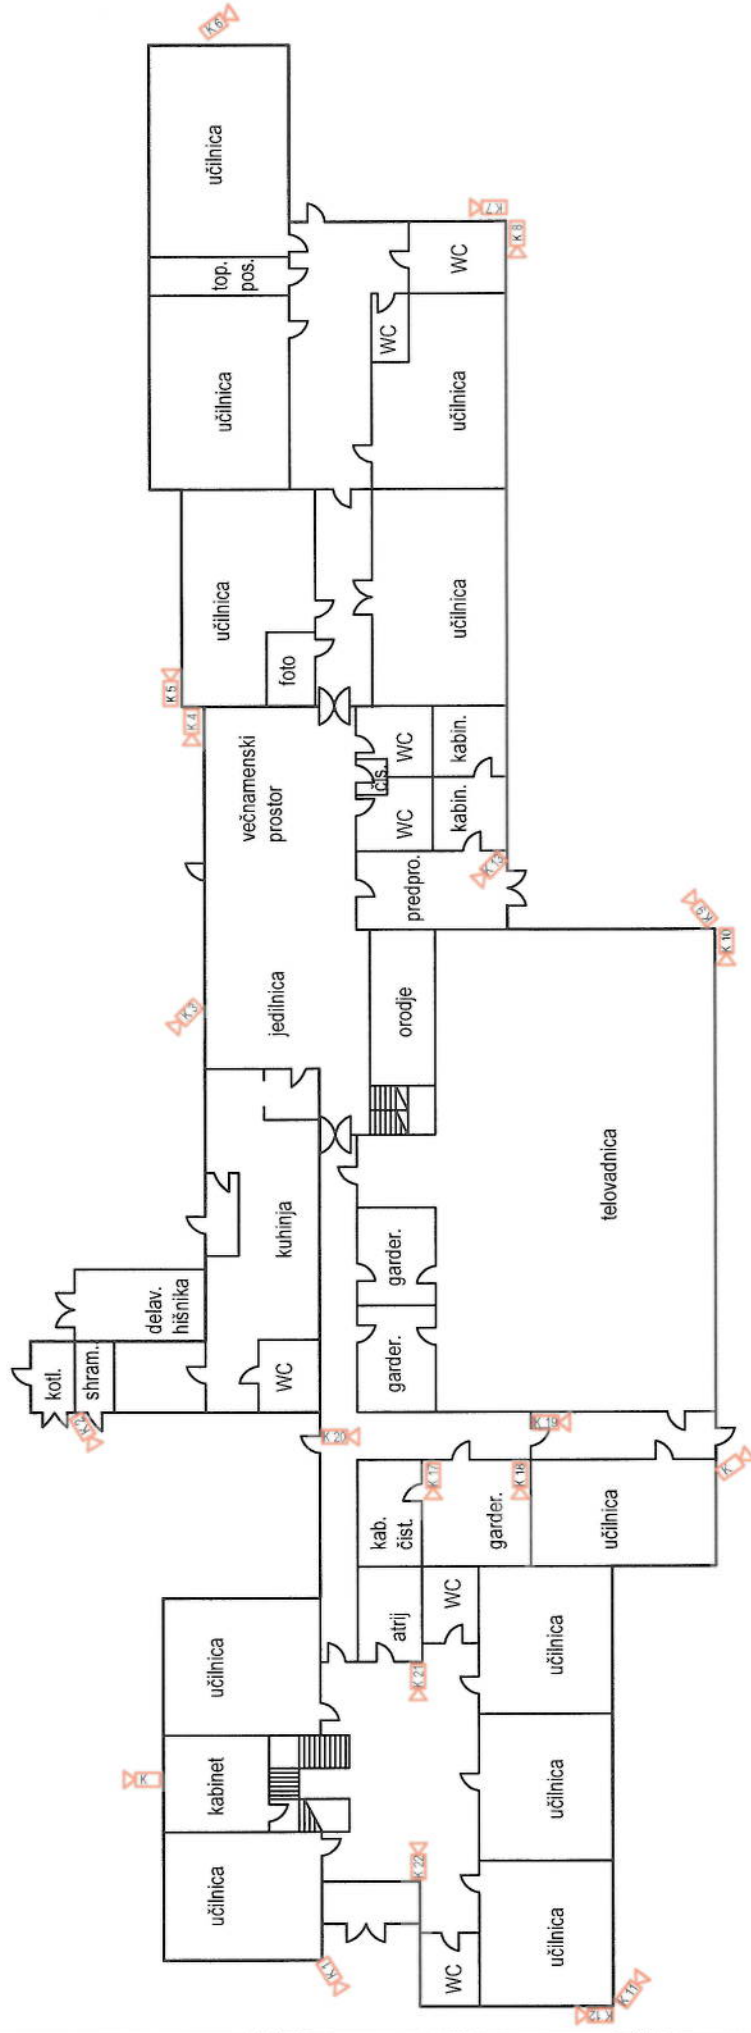 K 6
učilnica
top.
pos.
K 7
K 8
WC
WC
učilnica
učilnica
učilnica
učilnica
foto
K 5
K 4
večnamenski
prostor
WC
čis.
WC
kabin.
kabin.
predpro.
K 13
K 9
K 10
K 3
jedilnica
orodje
kuhinja
telovadnica
garder.
garder.
delav.
hišnika
kotl.
shram.
K 2
WC
K 20
K 19
K
K 17
K 18
kab.
čist.
garder.
učilnica
atrij
WC
K 21
učilnica
učilnica
K
kabinet
učilnica
učilnica
K 22
učilnica
WC
K 1
K 11
K 12